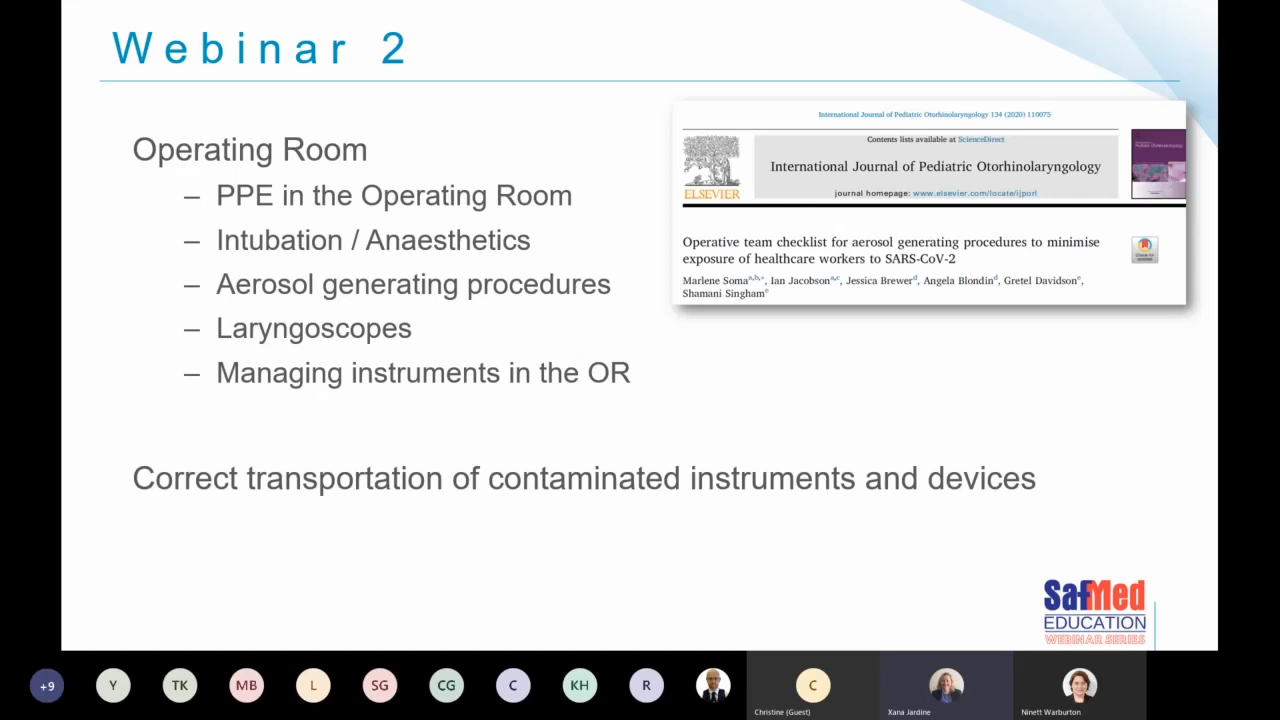 Webinar 2
Operating Room
– PPE in the Operating Room
– Intubation / Anaesthetics
– Aerosol generating procedures
– Laryngoscopes
– Managing instruments in the OR
Correct transportation of contaminated instruments and devices
International Journal of Pediatric Otorhinolaryngology 134 (2020) 110075
Contents lists available at ScienceDirect
International Journal of Pediatric Otorhinolaryngology
journal homepage: www.elsevier.com/locate/ijporl
ELSEVIER
Operative team checklist for aerosol generating procedures to minimise
exposure of healthcare workers to SARS-CoV-2
Marlene Soma a,b,*, Ian Jacobson a,c, Jessica Brewer d, Angela Blondin d, Gretel Davidson e,
Shamani Singham e
SafMed
EDUCATION
WEBINAR SERIES
+9 Y TK MB L SG CG C KH R C
Christine (Guest) Xana Jardine Ninett Warburton